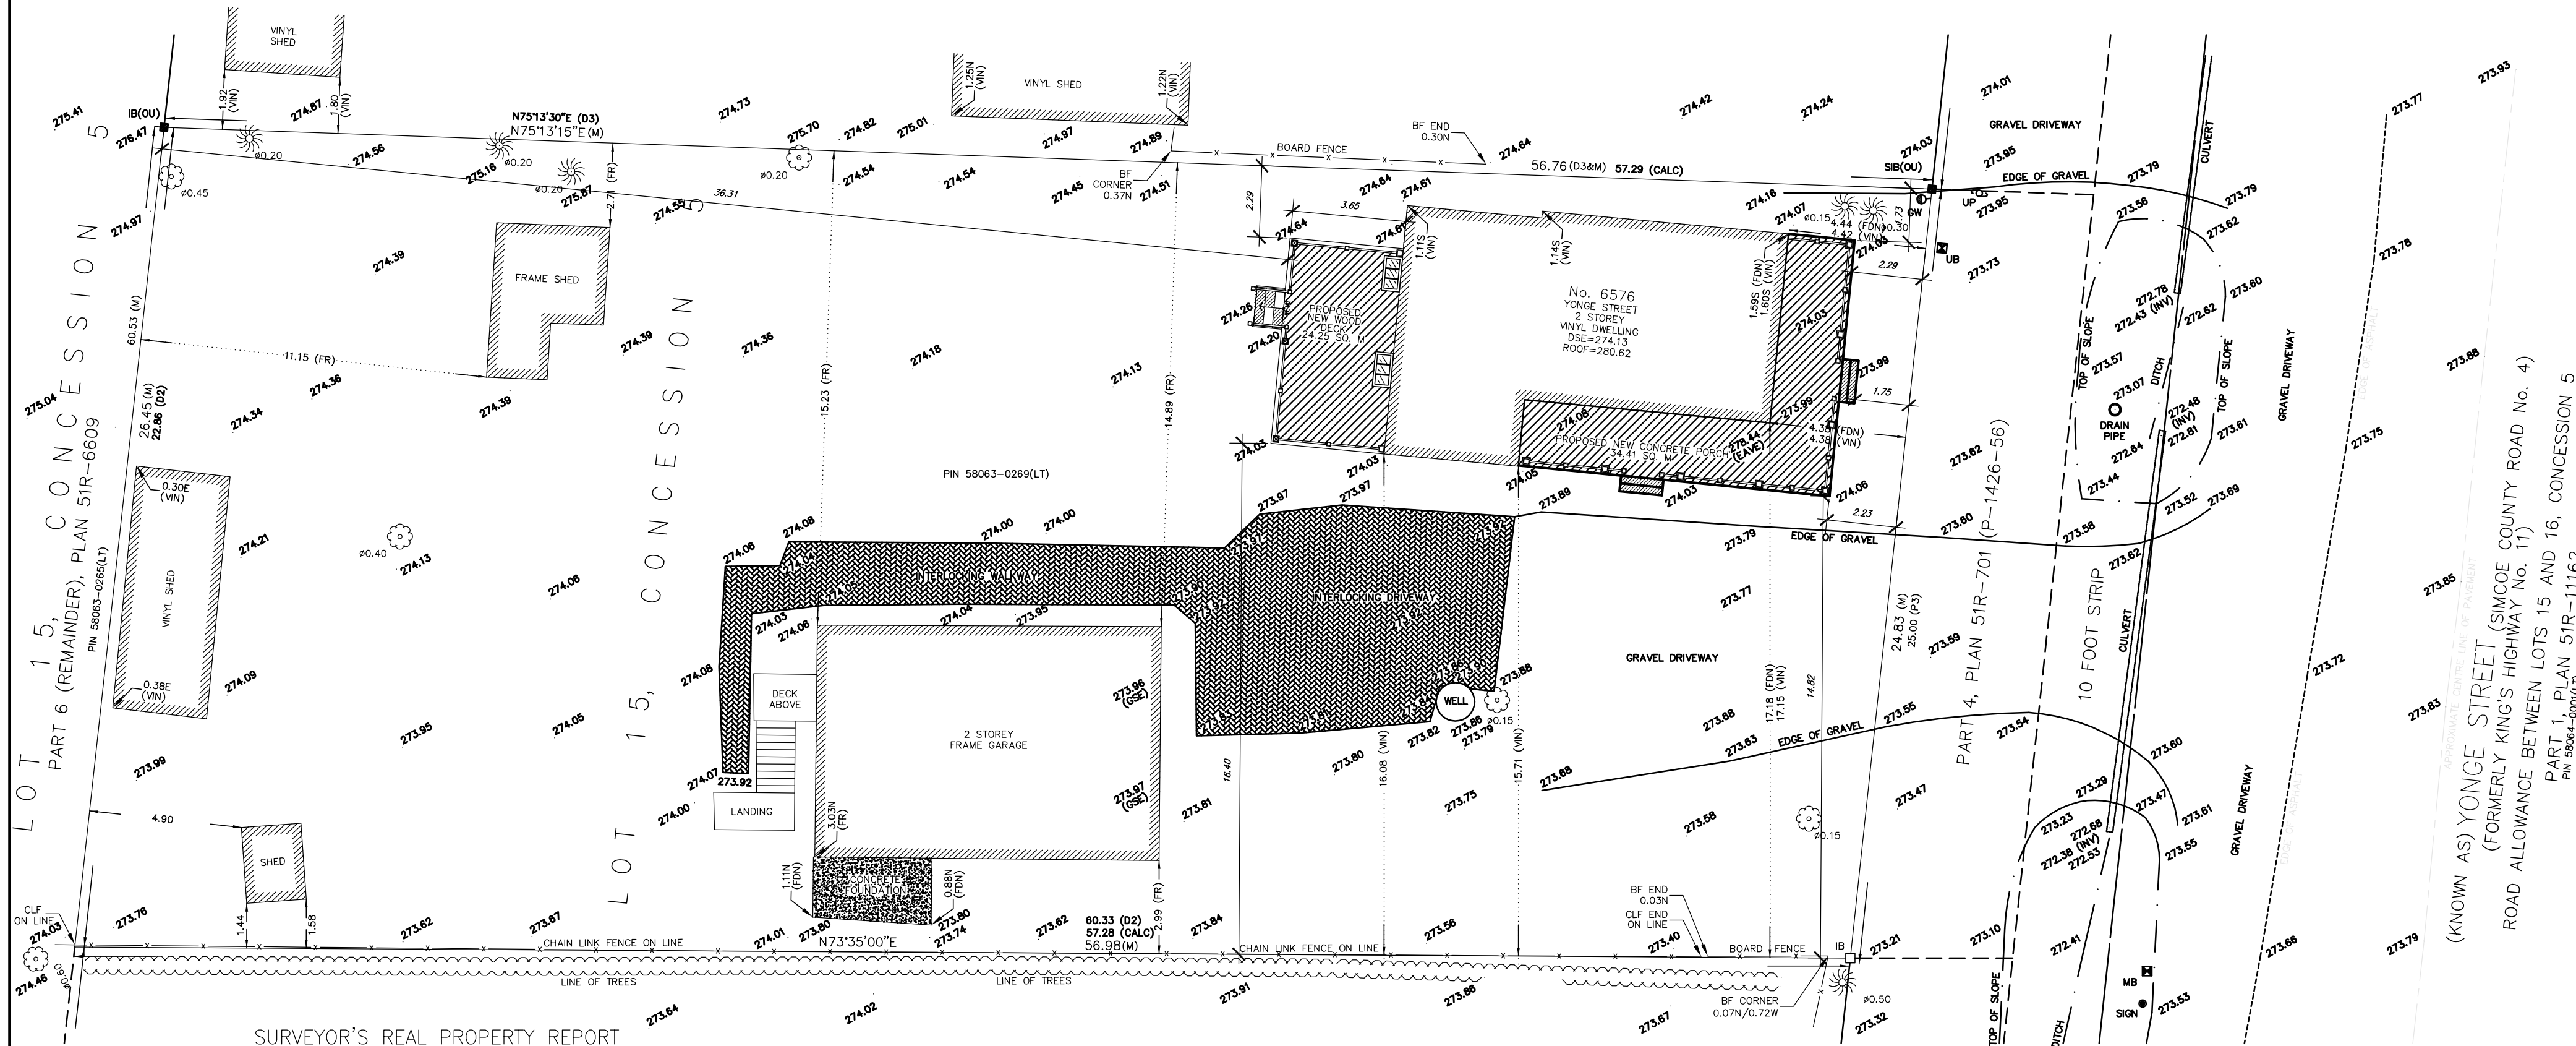 VINYL
SHED
1.92
(VIN)
274.87
1.80
(VIN)
275.41
276.47
IB(OU)
ø0.20
ø0.45
274.97
N75°13'30"E (D3)
N75°13'15"E(M)
274.73
275.70
274.82
275.01
274.56
275.16
ø0.20
ø0.20
275.87
2.71 (FR)
274.55
ø0.20
36.31
274.54
274.54
1.25N
(VIN)
VINYL SHED
1.22N
(VIN)
274.97
274.89
274.45
274.51
BF
CORNER
0.37N
BOARD FENCE
BF END
0.30N
274.64
274.42
274.24
56.76(D3&M) 57.29 (CALC)
274.64
274.61
2.29
3.65
274.64
274.61
1.11S
(VIN)
1.14S
(VIN)
274.16
274.07
ø0.15
4.44 (FDN)
4.42 (VIN)
ø0.30
1.73
274.03
SIB(OU)
274.03
GW
UP
UB
274.01
GRAVEL DRIVEWAY
273.95
EDGE OF GRAVEL
273.79
273.79
273.95
273.56
273.62
273.73
CULVERT
273.77
273.93
273.78
FRAME SHED
274.39
60.53 (M)
11.15 (FR)
274.39
274.36
274.34
274.39
275.04
26.45 (M)
22.86 (D2)
274.36
15.23 (FR)
274.18
274.13
14.89 (FR)
274.26
274.20
PROPOSED
NEW WOOD
DECK
24.25 SQ. M
No. 6576
YONGE STREET
2 STOREY
VINYL DWELLING
DSE=274.13
ROOF=280.62
1.59S (FDN)
1.60S (VIN)
274.03
2.29
273.99
1.75
273.99
274.06
PROPOSED NEW CONCRETE PORCH
34.41 SQ. M
278.44
(EAVE)
4.38 (FDN)
4.38 (VIN)
274.03
274.03
274.05
274.03
274.06
2.23
273.62
273.60
TOP OF SLOPE
272.78
272.43 (INV)
273.57
273.07
DITCH
272.62
273.60
TOP OF SLOPE
DRAIN
PIPE
272.48
(INV)
272.81
272.64
273.61
273.44
273.52
273.69
273.58
273.62
GRAVEL DRIVEWAY
EDGE OF ASPHALT
273.88
273.75
LOT 15, CONCESSION 5
PART 6 (REMAINDER), PLAN 51R-6609
PIN 58063-0265(LT)
0.30E
(VIN)
VINYL SHED
0.38E
(VIN)
274.21
274.09
ø0.40
274.13
274.06
LOT 15, CONCESSION 5
PIN 58063-0269(LT)
273.97
273.97
273.89
274.08
274.06
274.04
274.00
274.00
INTERLOCKING WALKWAY
273.97
273.92
273.90
273.92
INTERLOCKING DRIVEWAY
274.03
274.06
274.04
273.95
274.08
DECK
ABOVE
2 STOREY
FRAME GARAGE
273.96
(GSE)
273.97
(GSE)
WELL
273.88
ø0.15
273.86
273.79
273.82
273.80
273.75
15.71 (VIN)
16.08 (VIN)
16.40
273.79
EDGE OF GRAVEL
273.77
GRAVEL DRIVEWAY
273.68
273.63
EDGE OF GRAVEL
273.55
273.68
17.18 (FDN)
17.15 (VIN)
14.82
24.83 (M)
25.00 (P3)
273.59
PART 4, PLAN 51R-701 (P-1426-56)
10 FOOT STRIP
273.54
CULVERT
273.60
273.29
273.47
273.61
273.23
272.68
272.38 (INV)
272.53
273.55
GRAVEL DRIVEWAY
EDGE OF ASPHALT
273.72
273.85
273.83
APPROXIMATE CENTRE LINE OF PAVEMENT
(KNOWN AS) YONGE STREET (SIMCOE COUNTY ROAD No. 4)
(FORMERLY KING'S HIGHWAY No. 11)
ROAD ALLOWANCE BETWEEN LOTS 15 AND 16, CONCESSION 5
PART 1, PLAN 51R-11162
PIN 58064-0001(LT)
273.99
273.95
274.05
274.07
273.92
274.00
LANDING
3.03N
(FR)
273.81
4.90
SHED
1.44
1.58
1.11N
(FDN)
CONCRETE
FOUNDATION
0.88N
(FDN)
2.99 (FR)
273.58
273.47
ø0.15
CLF
ON LINE
274.03
273.76
273.62
273.67
CHAIN LINK FENCE ON LINE
274.01
273.80
N73°35'00"E
273.80
273.74
273.62
60.33 (D2)
57.28 (CALC)
56.98(M)
273.84
CHAIN LINK FENCE ON LINE
273.56
BF END
0.03N
CLF END
ON LINE
273.40
BOARD FENCE
IB
273.21
273.10
272.41
273.66
273.79
ø0.60
274.46
LINE OF TREES
LINE OF TREES
273.64
274.02
273.91
273.86
273.67
BF CORNER
0.07N/0.72W
ø0.50
273.32
TOP OF SLOPE
DITCH
MB
SIGN
273.53
SURVEYOR'S REAL PROPERTY REPORT